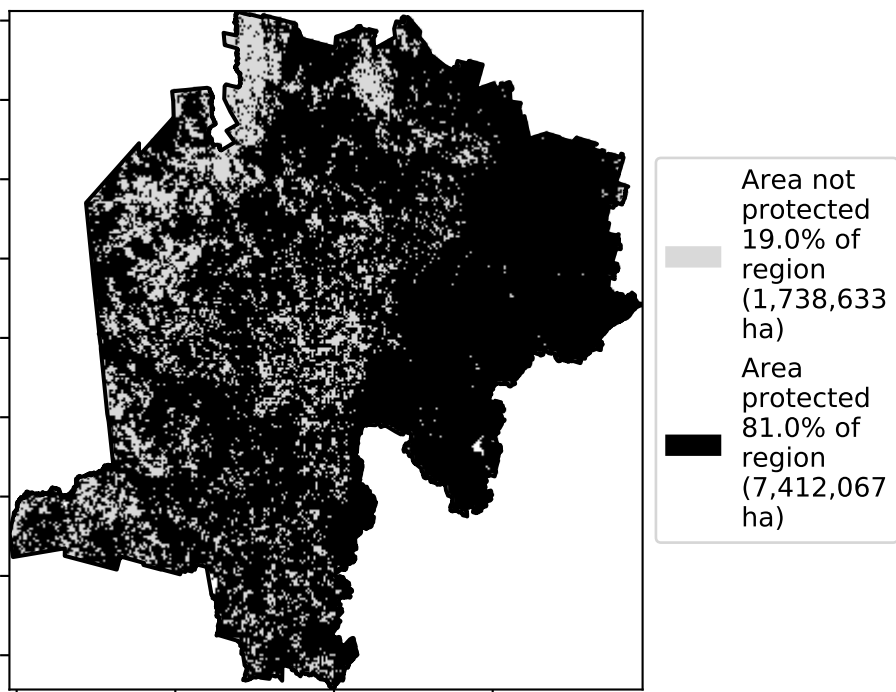 Area not
protected
19.0% of
region
(1,738,633
ha)
Area
protected
81.0% of
region
(7,412,067
ha)